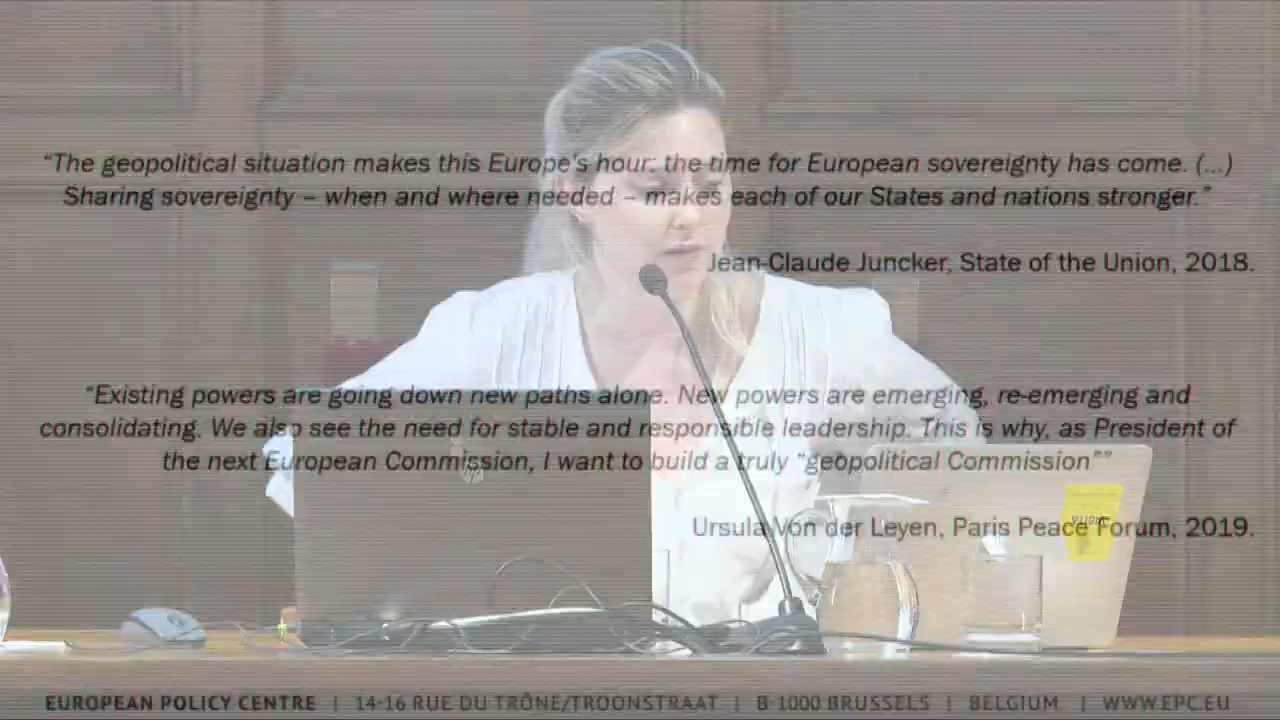 “The geopolitical situation makes this Europe’s hour: the time for European sovereignty has come. (...)
Sharing sovereignty – when and where needed – makes each of our States and nations stronger.”
Jean-Claude Juncker, State of the Union, 2018.
“Existing powers are going down new paths alone. New powers are emerging, re-emerging and
consolidating. We also see the need for stable and responsible leadership. This is why, as President of
the next European Commission, I want to build a truly “geopolitical Commission””
hp
Ursula Von der Leyen, Paris Peace Forum, 2019.
EUROPEAN POLICY CENTRE | 14-16 RUE DU TRÔNE/TROONSTRAAT | B-1000 BRUSSELS | BELGIUM | WWW.EPC.EU